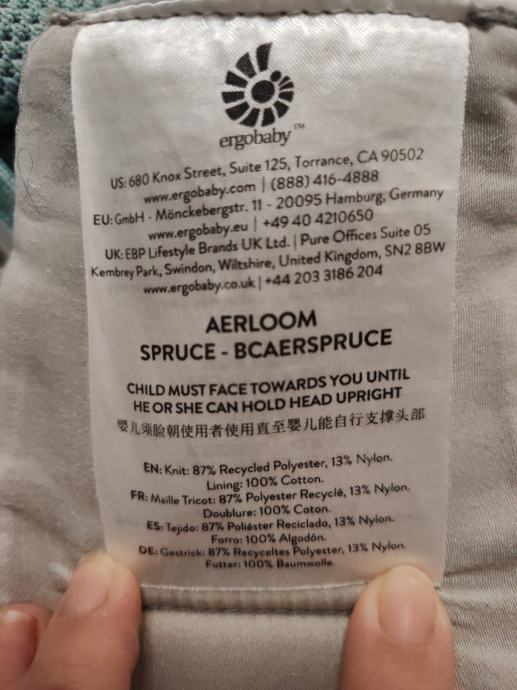 ergobaby™
US: 680 Knox Street, Suite 125, Torrance, CA 90502
www.ergobaby.com | (888) 416-4888
EU: GmbH - Mönckebergstr. 11 - 20095 Hamburg, Germany
www.ergobaby.eu | +49 40 4210650
UK: EBP Lifestyle Brands UK Ltd. | Pure Offices Suite 05
Kembrey Park, Swindon, Wiltshire, United Kingdom, SN2 8BW
www.ergobaby.co.uk | +44 203 3186 204
AERLOOM
SPRUCE - BCAERSPRUCE
CHILD MUST FACE TOWARDS YOU UNTIL
HE OR SHE CAN HOLD HEAD UPRIGHT
婴儿须脸朝使用者使用直至婴儿能自行支撑头部
EN: Knit: 87% Recycled Polyester, 13% Nylon.
Lining: 100% Cotton.
FR: Maille Tricot: 87% Polyester Recyclé, 13% Nylon.
Doublure: 100% Coton.
ES: Tejido: 87% Poliéster Reciclado, 13% Nylon.
Forro: 100% Algodón.
DE: Gestrick: 87% Recyceltes Polyester, 13% Nylon.
Futter: 100% Baumwolle.